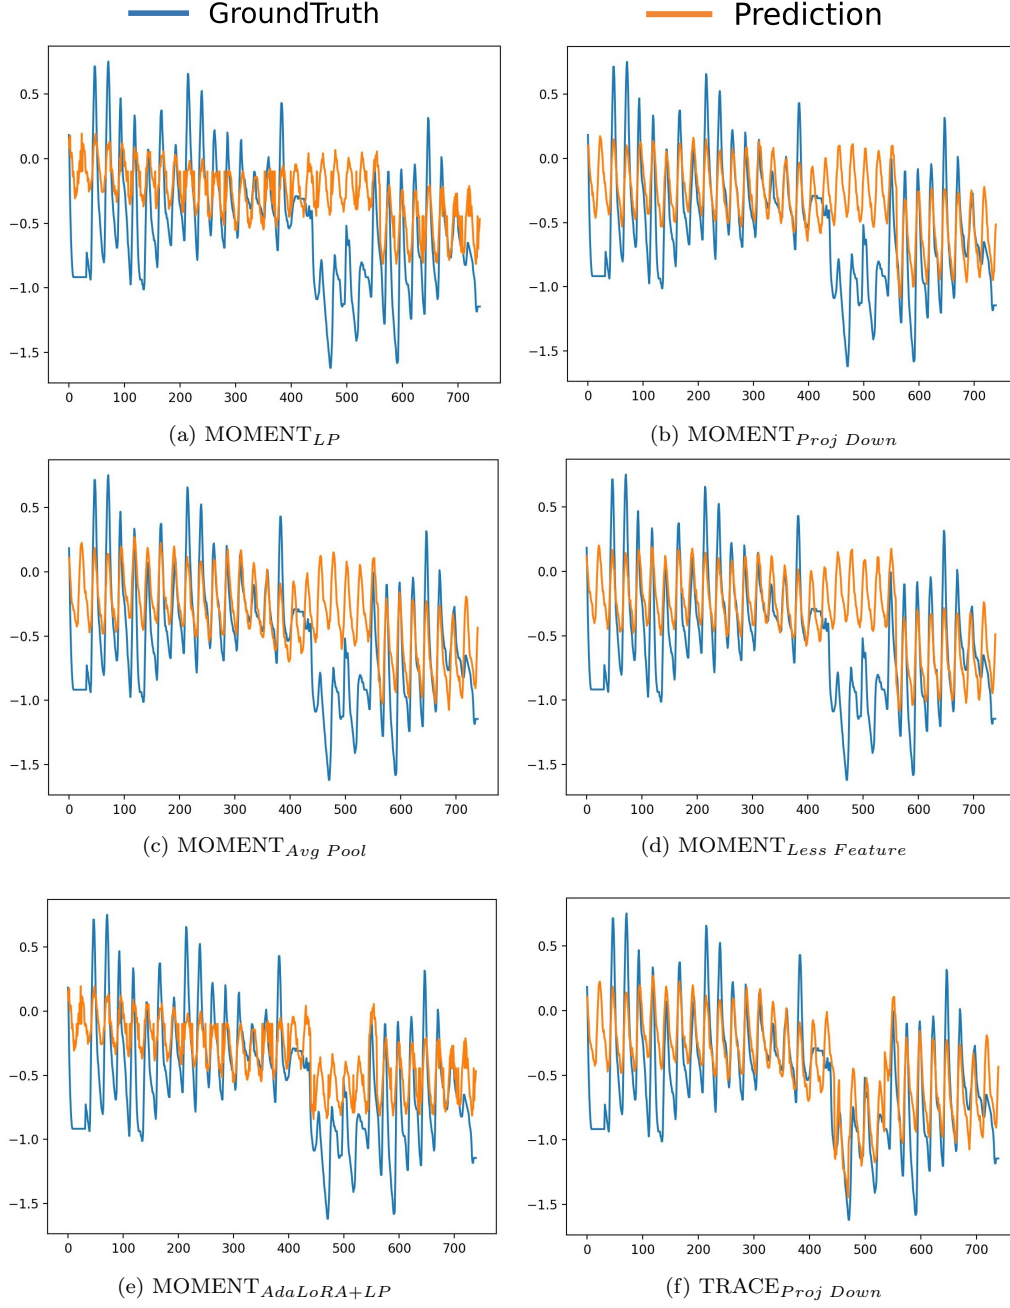 GroundTruth Prediction
0.5 0.0 −0.5 −1.0 −1.5
0 100 200 300 400 500 600 700
0.5 0.0 −0.5 −1.0 −1.5
0 100 200 300 400 500 600 700
(a) MOMENT_LP (b) MOMENT_Proj Down
0.5 0.0 −0.5 −1.0 −1.5
0 100 200 300 400 500 600 700
0.5 0.0 −0.5 −1.0 −1.5
0 100 200 300 400 500 600 700
(c) MOMENT_Avg Pool (d) MOMENT_Less Feature
0.5 0.0 −0.5 −1.0 −1.5
0 100 200 300 400 500 600 700
0.5 0.0 −0.5 −1.0 −1.5
0 100 200 300 400 500 600 700
(e) MOMENT_AdaLoRA+LP (f) TRACE_Proj Down